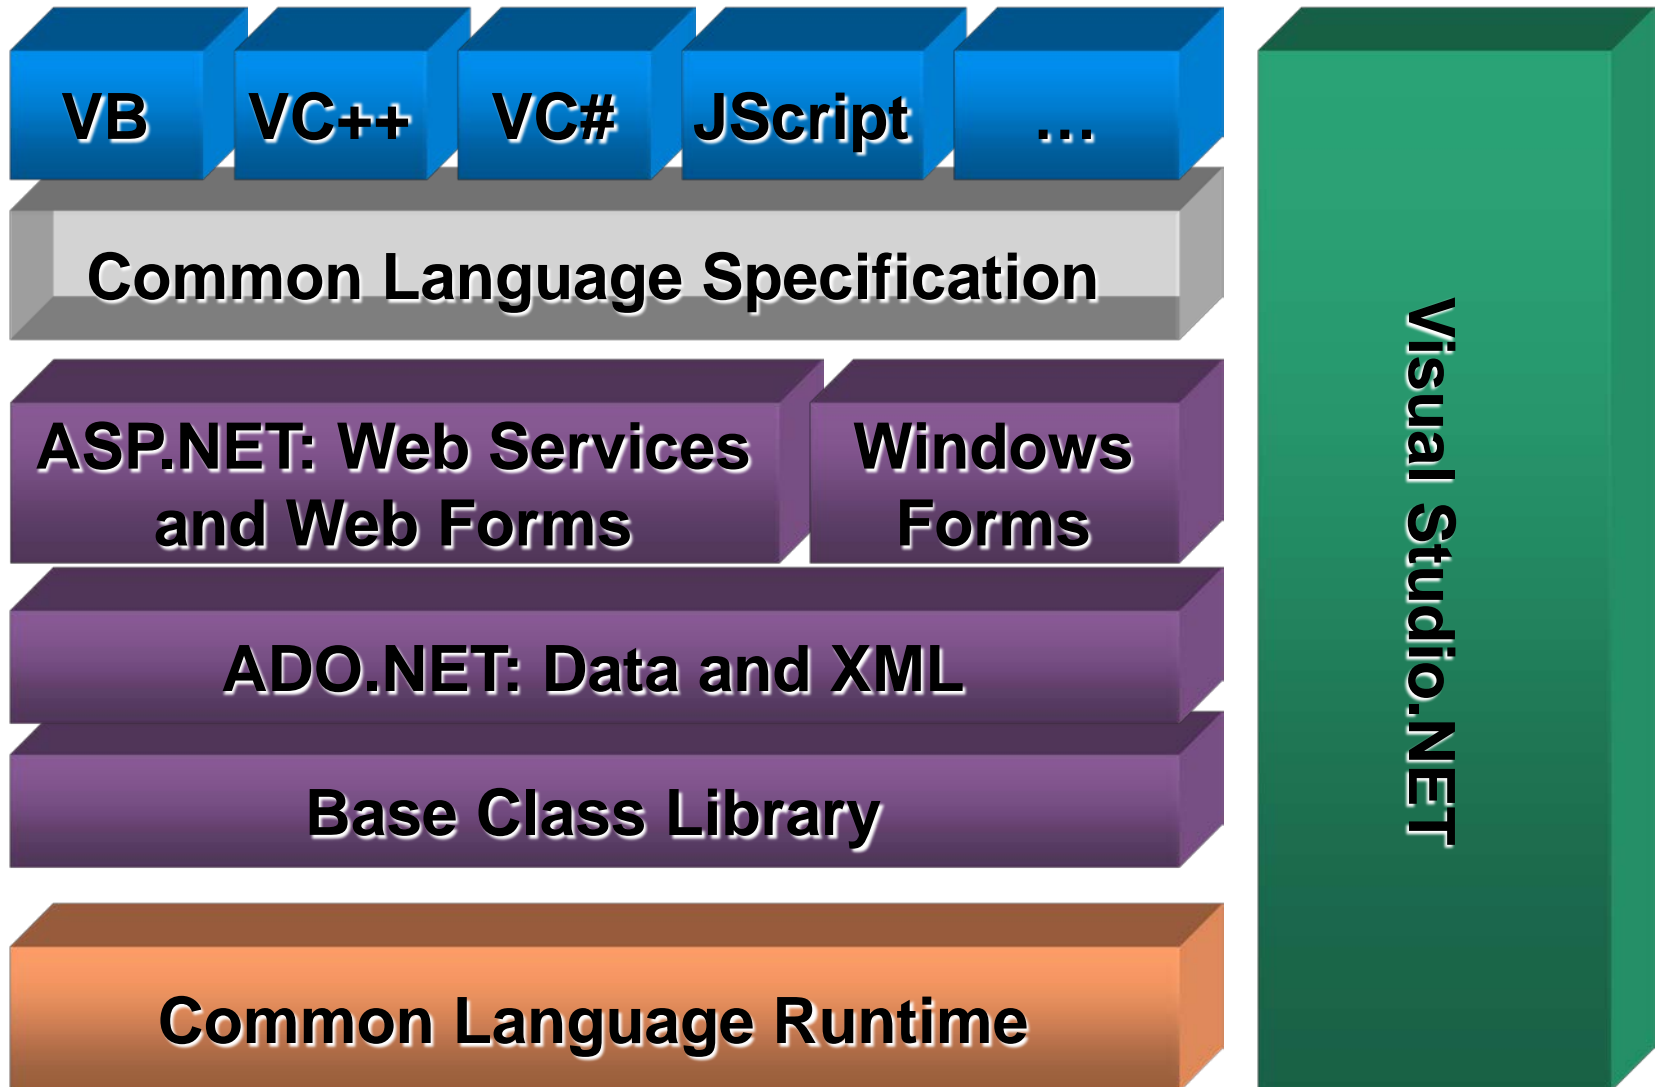 VB
VC++
VC#
JScript
…
Common Language Specification
ASP.NET: Web Services
and Web Forms
Windows
Forms
ADO.NET: Data and XML
Base Class Library
Common Language Runtime
Visual Studio.NET